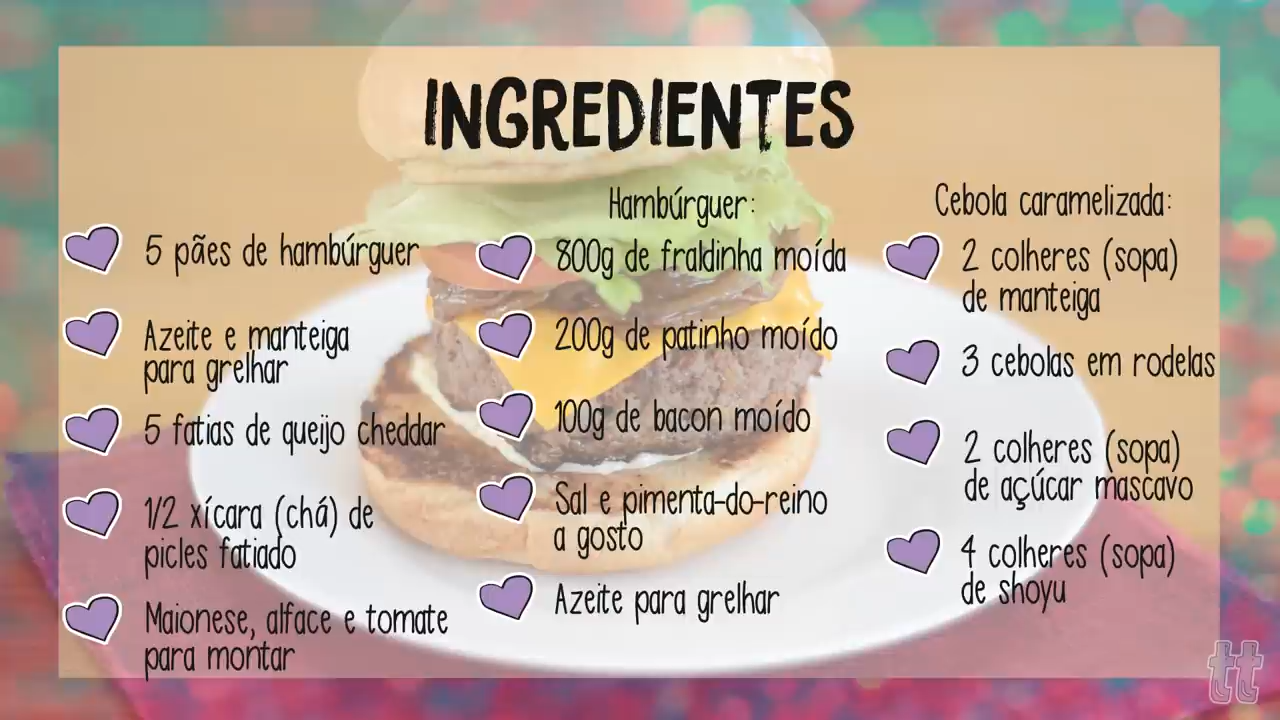 INGREDIENTES
5 pães de hambúrguer
Azeite e manteiga
para grelhar
5 fatias de queijo cheddar
1/2 xícara (chá) de
picles fatiado
Maionese, alface e tomate
para montar
Hambúrguer:
800g de fraldinha moída
200g de patinho moído
100g de bacon moído
Sal e pimenta-do-reino
a gosto
Azeite para grelhar
Cebola caramelizada:
2 colheres (sopa)
de manteiga
3 cebolas em rodelas
2 colheres (sopa)
de açúcar mascavo
4 colheres (sopa)
de shoyu
tt